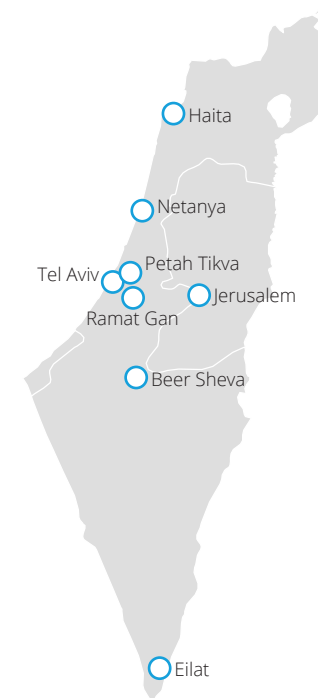 Haita
Netanya
Petah Tikva
Tel Aviv
Jerusalem
Ramat Gan
Beer Sheva
Eilat